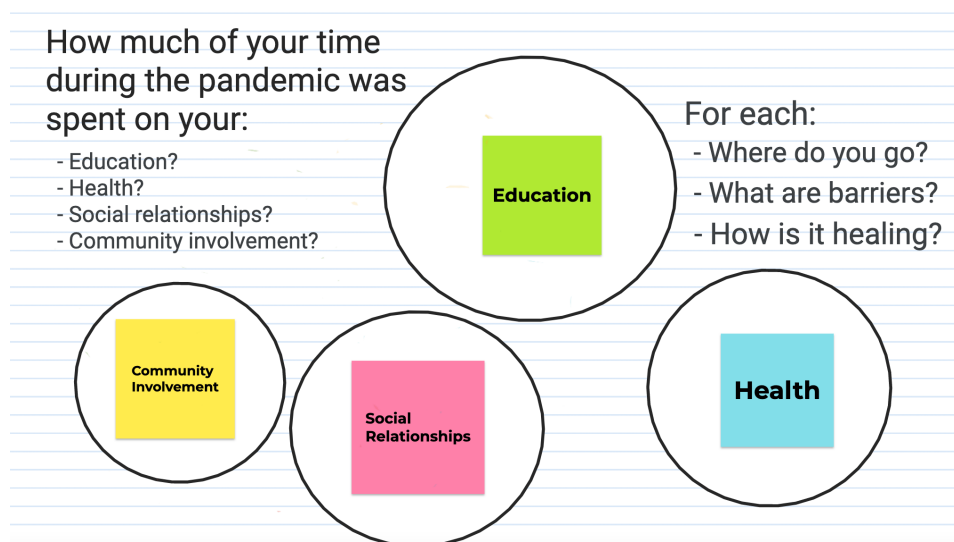 How much of your time
during the pandemic was
spent on your:
- Education?
- Health?
- Social relationships?
- Community involvement?
For each:
- Where do you go?
- What are barriers?
- How is it healing?
Education
Community
Involvement
Social
Relationships
Health